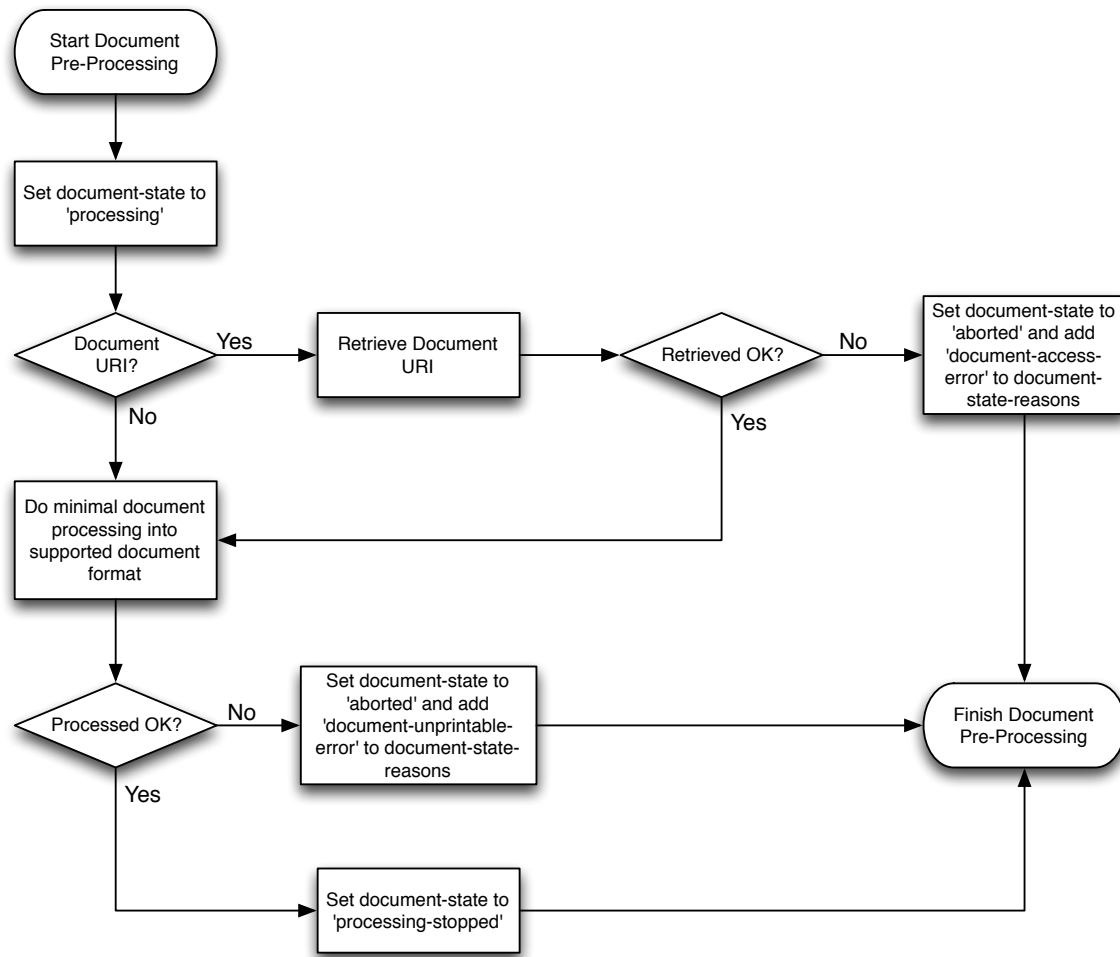 Start Document
Pre-Processing
Set document-state to
'processing'
Document
URI?
Yes
Retrieve Document
URI
Retrieved OK?
No
Set document-state to
'aborted' and add
'document-access-
error' to document-
state-reasons
No
Yes
Do minimal document
processing into
supported document
format
Processed OK?
No
Set document-state to
'aborted' and add
'document-unprintable-
error' to document-state-
reasons
Finish Document
Pre-Processing
Yes
Set document-state to
'processing-stopped'